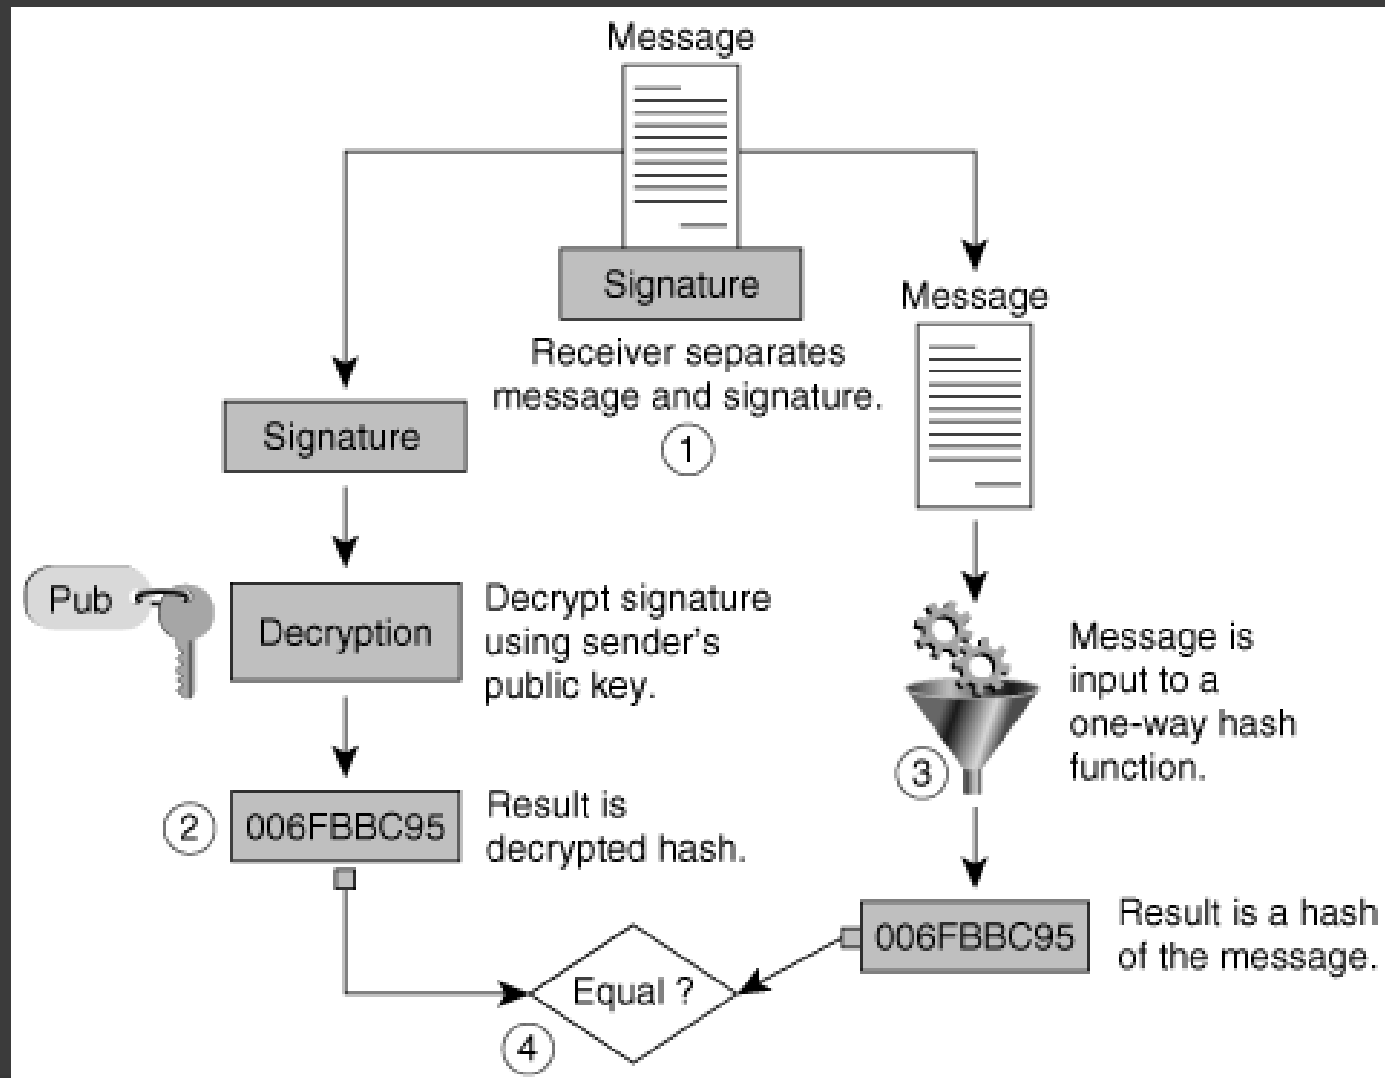 Message
Signature
Receiver separates
message and signature.
1
Message
Signature
Pub
Decryption
Decrypt signature
using sender's
public key.
Message is
input to a
one-way hash
function.
3
2
006FBBC95
Result is
decrypted hash.
006FBBC95
Result is a hash
of the message.
Equal ?
4